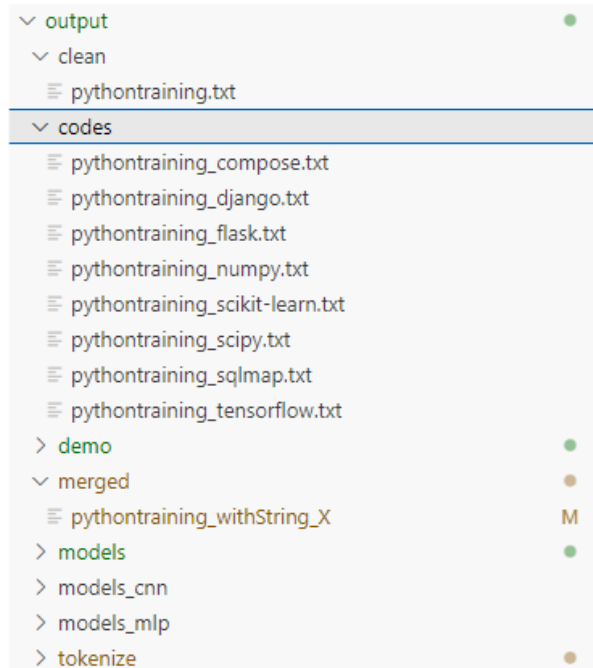 output
clean
pythontraining.txt
codes
pythontraining_compose.txt
pythontraining_django.txt
pythontraining_flask.txt
pythontraining_numpy.txt
pythontraining_scikit-learn.txt
pythontraining_scipy.txt
pythontraining_sqlmap.txt
pythontraining_tensorflow.txt
demo
merged
pythontraining_withString_X M
models
models_cnn
models_mlp
tokenize